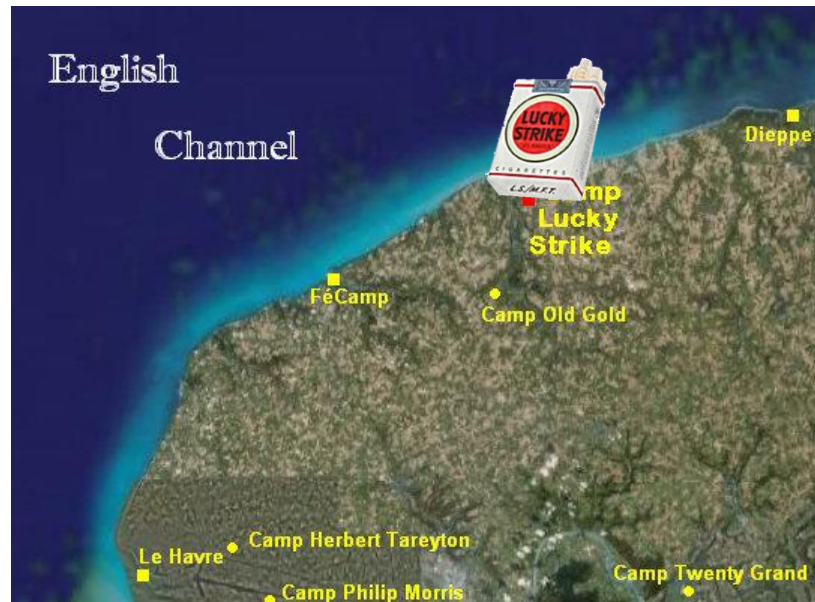 English
Channel
LUCKY
STRIKE
CIGARETTES
L.S./M.F.T.
Dieppe
Lucky
Strike
FéCamp
Camp Old Gold
Camp Herbert Tareyton
Le Havre
Camp Twenty Grand
Camp Philip Morris